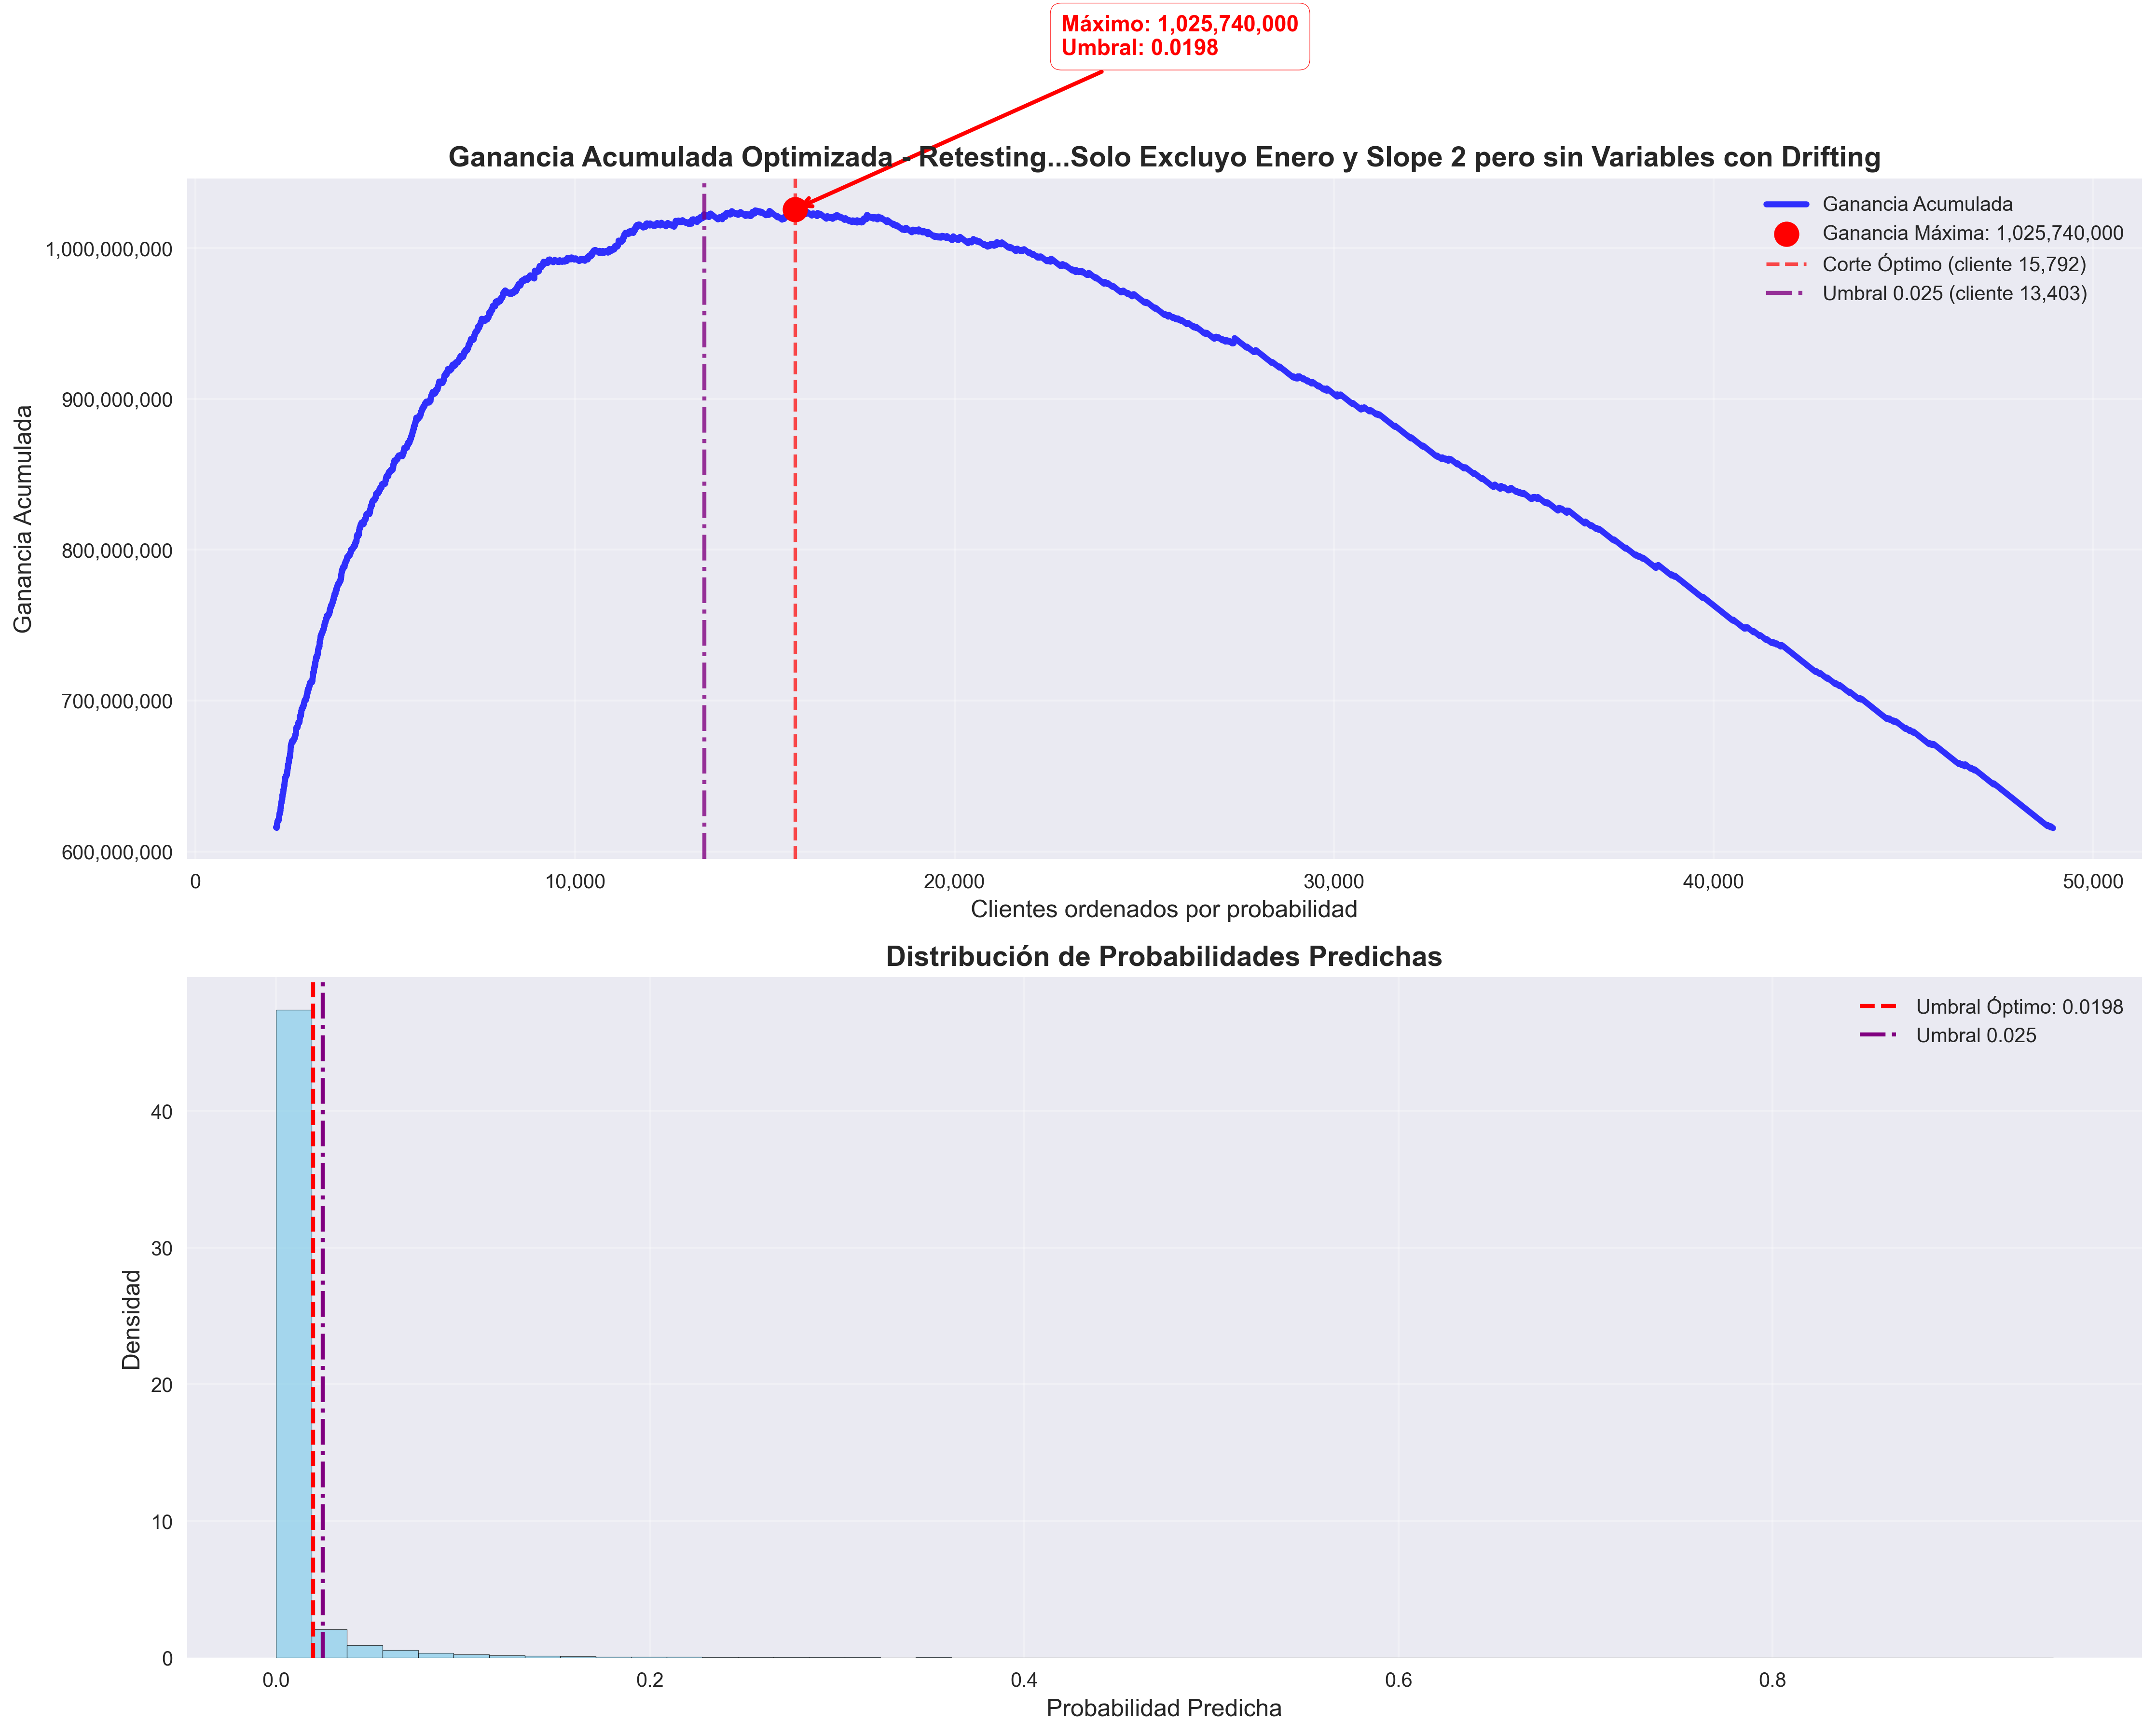 Máximo: 1,025,740,000
Umbral: 0.0198
Ganancia Acumulada Optimizada - Retesting...Solo Excluyo Enero y Slope 2 pero sin Variables con Drifting
Ganancia Acumulada
Ganancia Máxima: 1,025,740,000
Corte Óptimo (cliente 15,792)
Umbral 0.025 (cliente 13,403)
Ganancia Acumulada
1,000,000,000
900,000,000
800,000,000
700,000,000
600,000,000
0
10,000
20,000
30,000
40,000
50,000
Clientes ordenados por probabilidad
Distribución de Probabilidades Predichas
Umbral Óptimo: 0.0198
Umbral 0.025
Densidad
40
30
20
10
0
0.0
0.2
0.4
0.6
0.8
Probabilidad Predicha